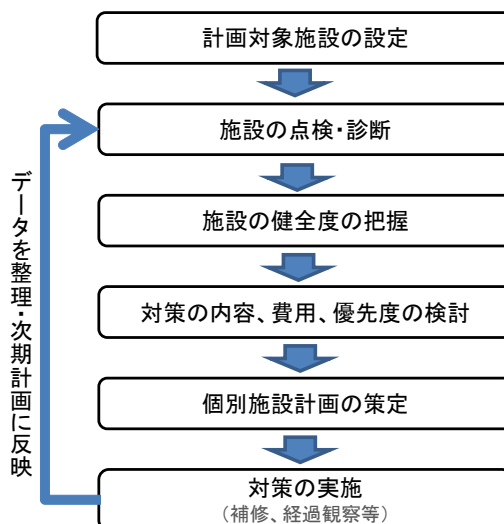 計画対象施設の設定
施設の点検・診断
施設の健全度の把握
対策の内容、費用、優先度の検討
個別施設計画の策定
対策の実施
（補修、経過観察等）
データを整理・次期計画に反映